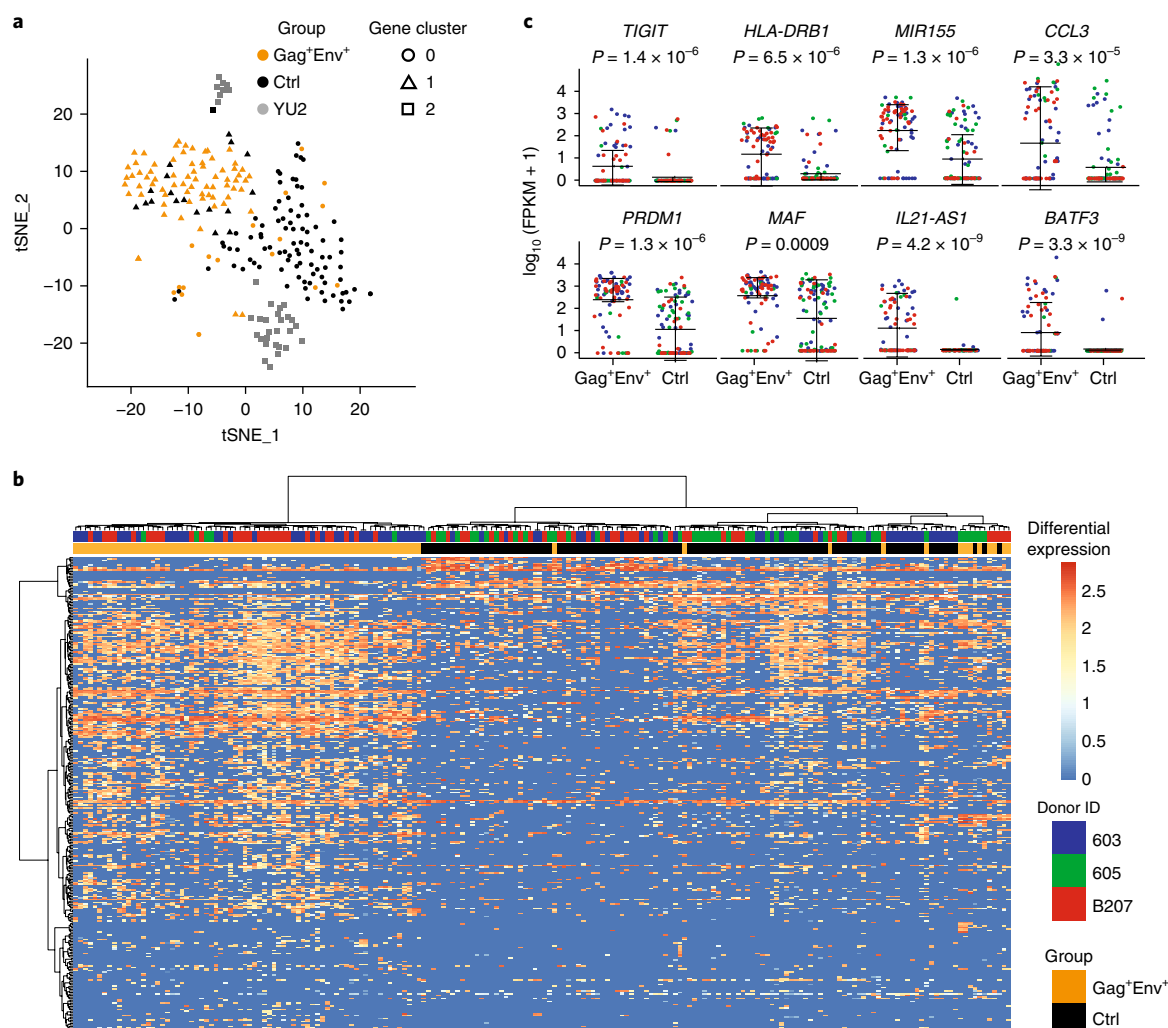 a
Group
Gag⁺Env⁺
Ctrl
YU2
Gene cluster
0
1
2
20
10
0
−10
−20
tSNE_2
−20 −10 0 10 20
tSNE_1
c
TIGIT HLA-DRB1 MIR155 CCL3
P = 1.4 × 10⁻⁶ P = 6.5 × 10⁻⁶ P = 1.3 × 10⁻⁶ P = 3.3 × 10⁻⁵
4
3
2
1
0
log₁₀ (FPKM + 1)
PRDM1 MAF IL21-AS1 BATF3
P = 1.3 × 10⁻⁶ P = 0.0009 P = 4.2 × 10⁻⁹ P = 3.3 × 10⁻⁹
4
3
2
1
0
Gag⁺Env⁺ Ctrl Gag⁺Env⁺ Ctrl Gag⁺Env⁺ Ctrl Gag⁺Env⁺ Ctrl
b
Differential
expression
2.5
2
1.5
1
0.5
0
Donor ID
603
605
B207
Group
Gag⁺Env⁺
Ctrl